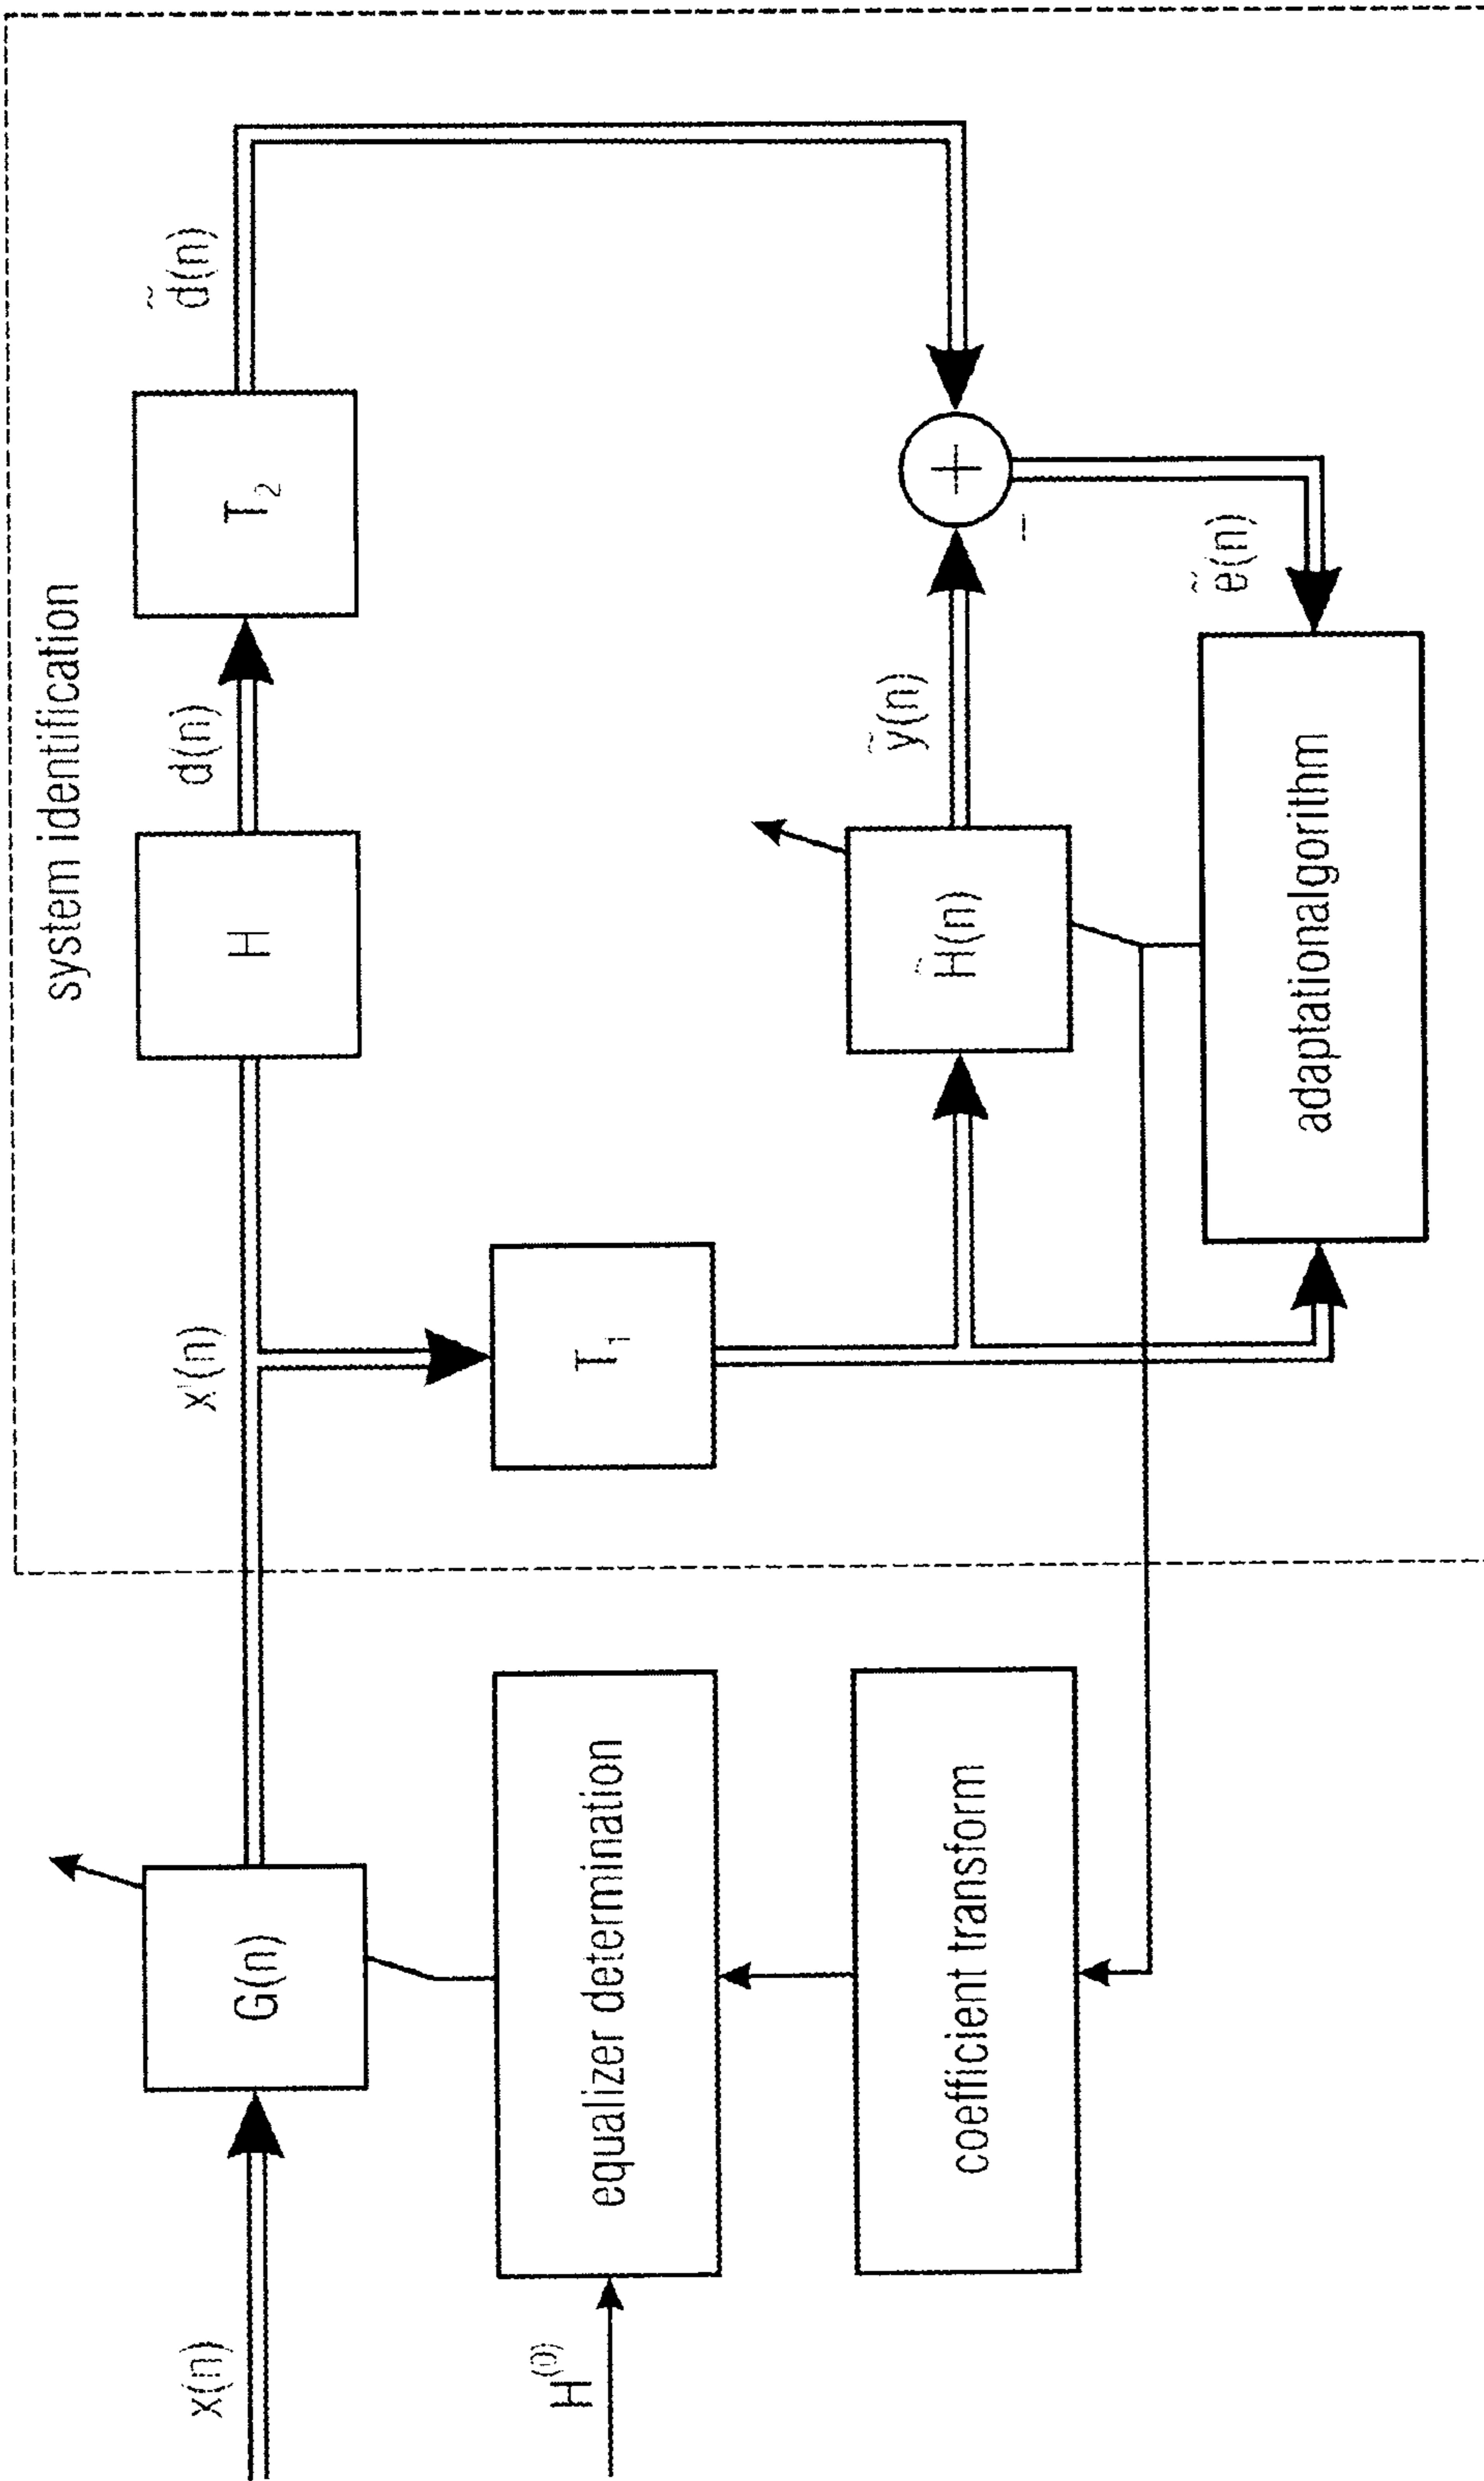 system identification
x(n)
G(n)
x'(n)
H
d(n)
T₂
d̃(n)
H⁽⁰⁾
equalizer determination
T₁
coefficient transform
H̃(n)
ỹ(n)
+
−
ẽ(n)
adaptationalgorithm